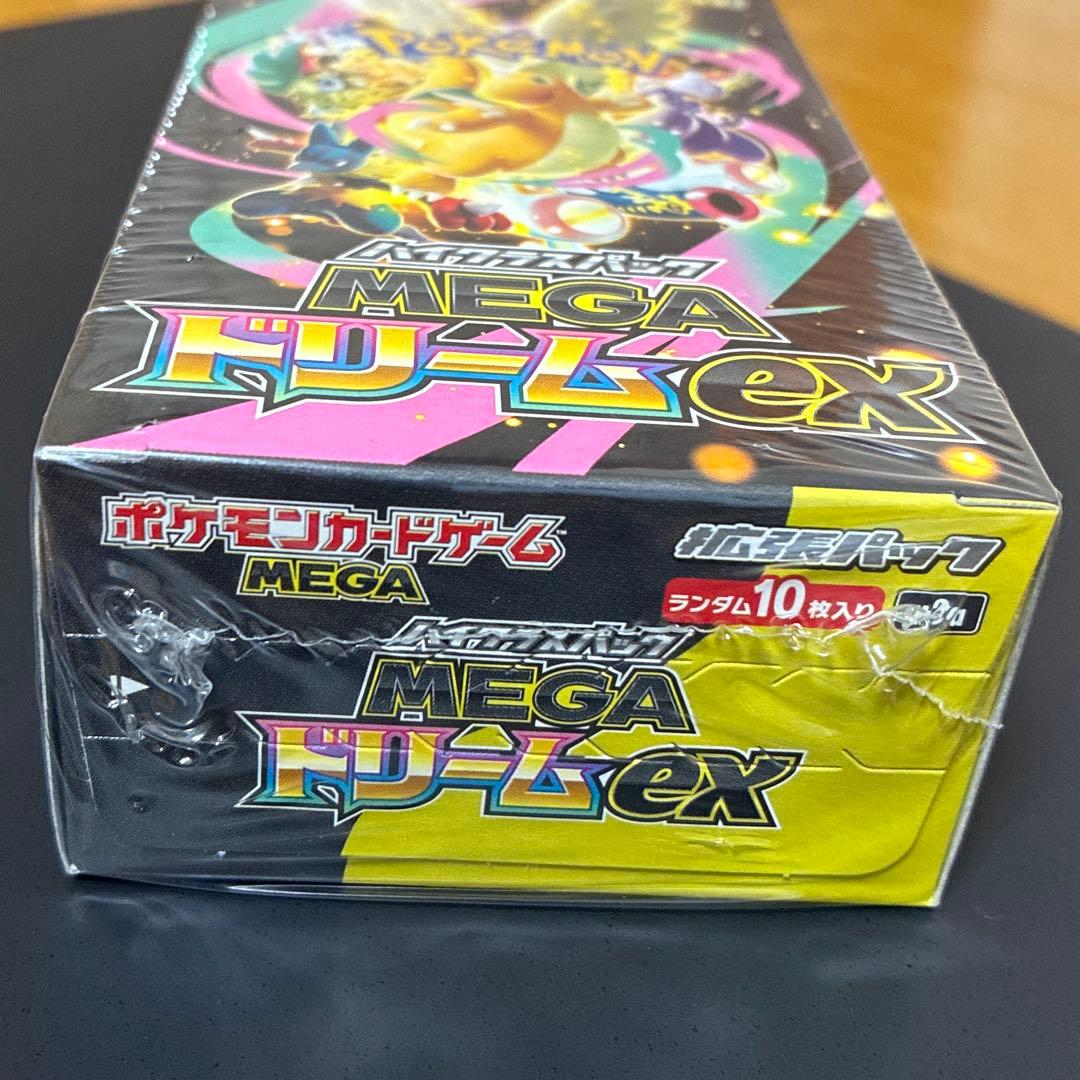 POKÉMON
ハイクラスパック
MEGA
ドリームex
ポケモンカードゲーム
MEGA
拡張パック
ランダム10枚入り
ハイクラスパック
MEGA
ドリームex